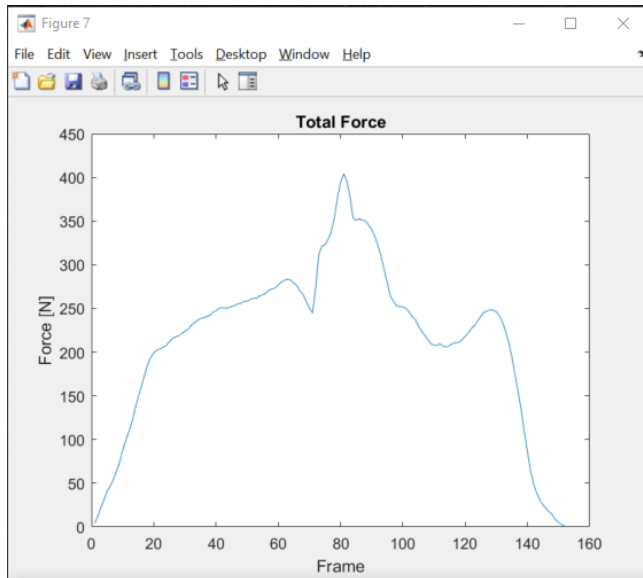 Figure 7
File Edit View Insert Tools Desktop Window Help
Total Force
450
400
350
300
250
200
150
100
50
0
Force [N]
0 20 40 60 80 100 120 140 160
Frame